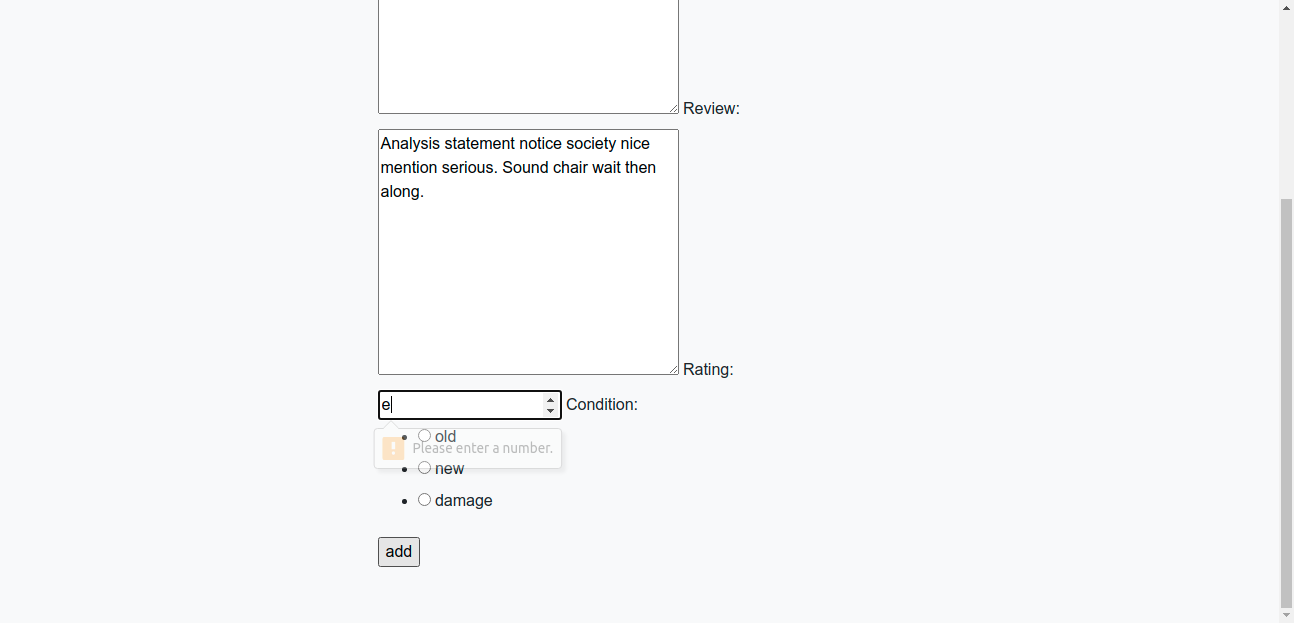 Review:
Analysis statement notice society nice
mention serious. Sound chair wait then
along.
Rating:
e Condition:
old
Please enter a number.
new
damage
add